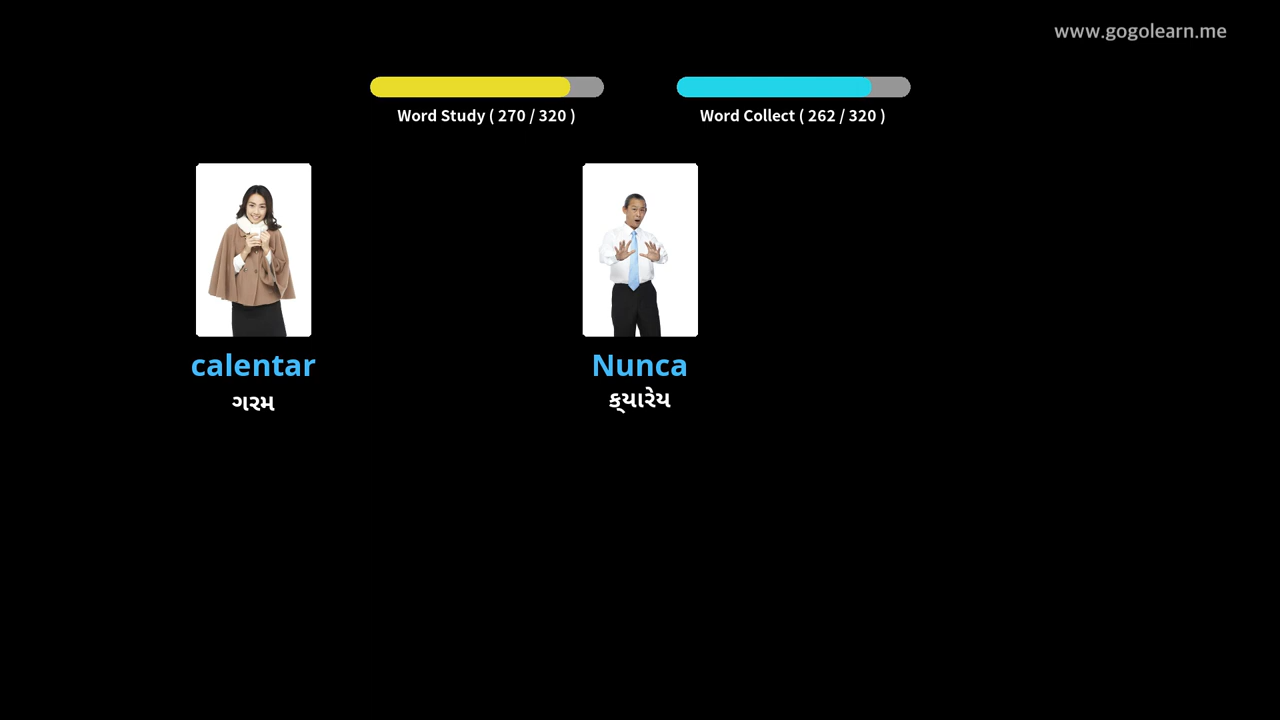 www.gogolearn.me
Word Study ( 270 / 320 )
Word Collect ( 262 / 320 )
calentar
ગરમ
Nunca
ક્યારેય